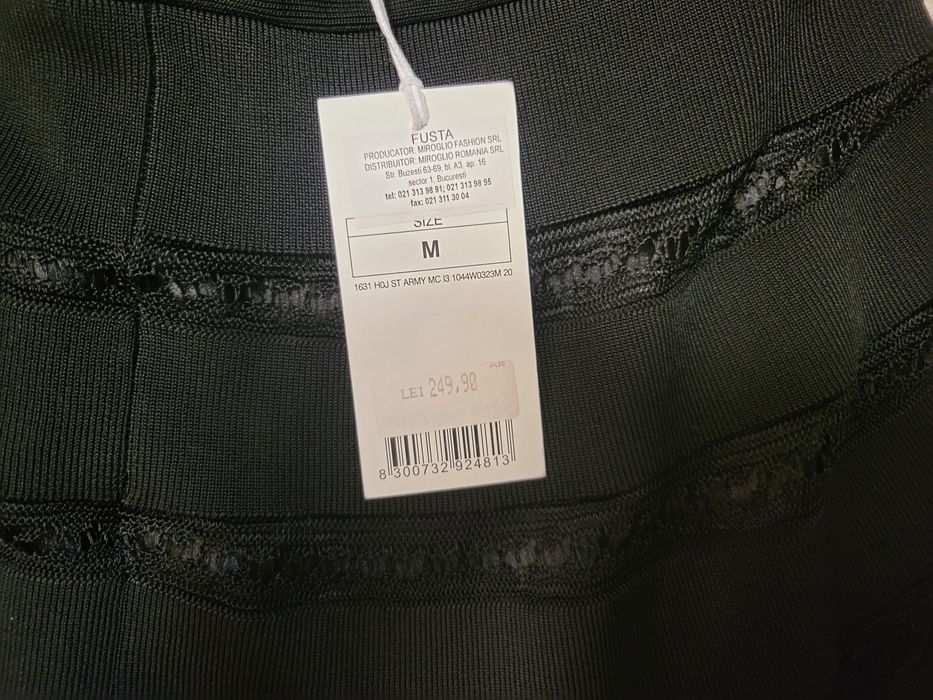 FUSTA
PRODUCATOR: MIROGLIO FASHION SRL
DISTRIBUITOR: MIROGLIO ROMANIA SRL
Str. Buzesti 63-69, bl. A3, ap. 16
sector 1, Bucuresti
tel: 021 313 98 91; 021 313 98 95
fax: 021 311 30 04
SIZE
M
1631 H0J ST ARMY MC I3 1044W0323M 20
AR
LEI 249,90
8 300732 924813